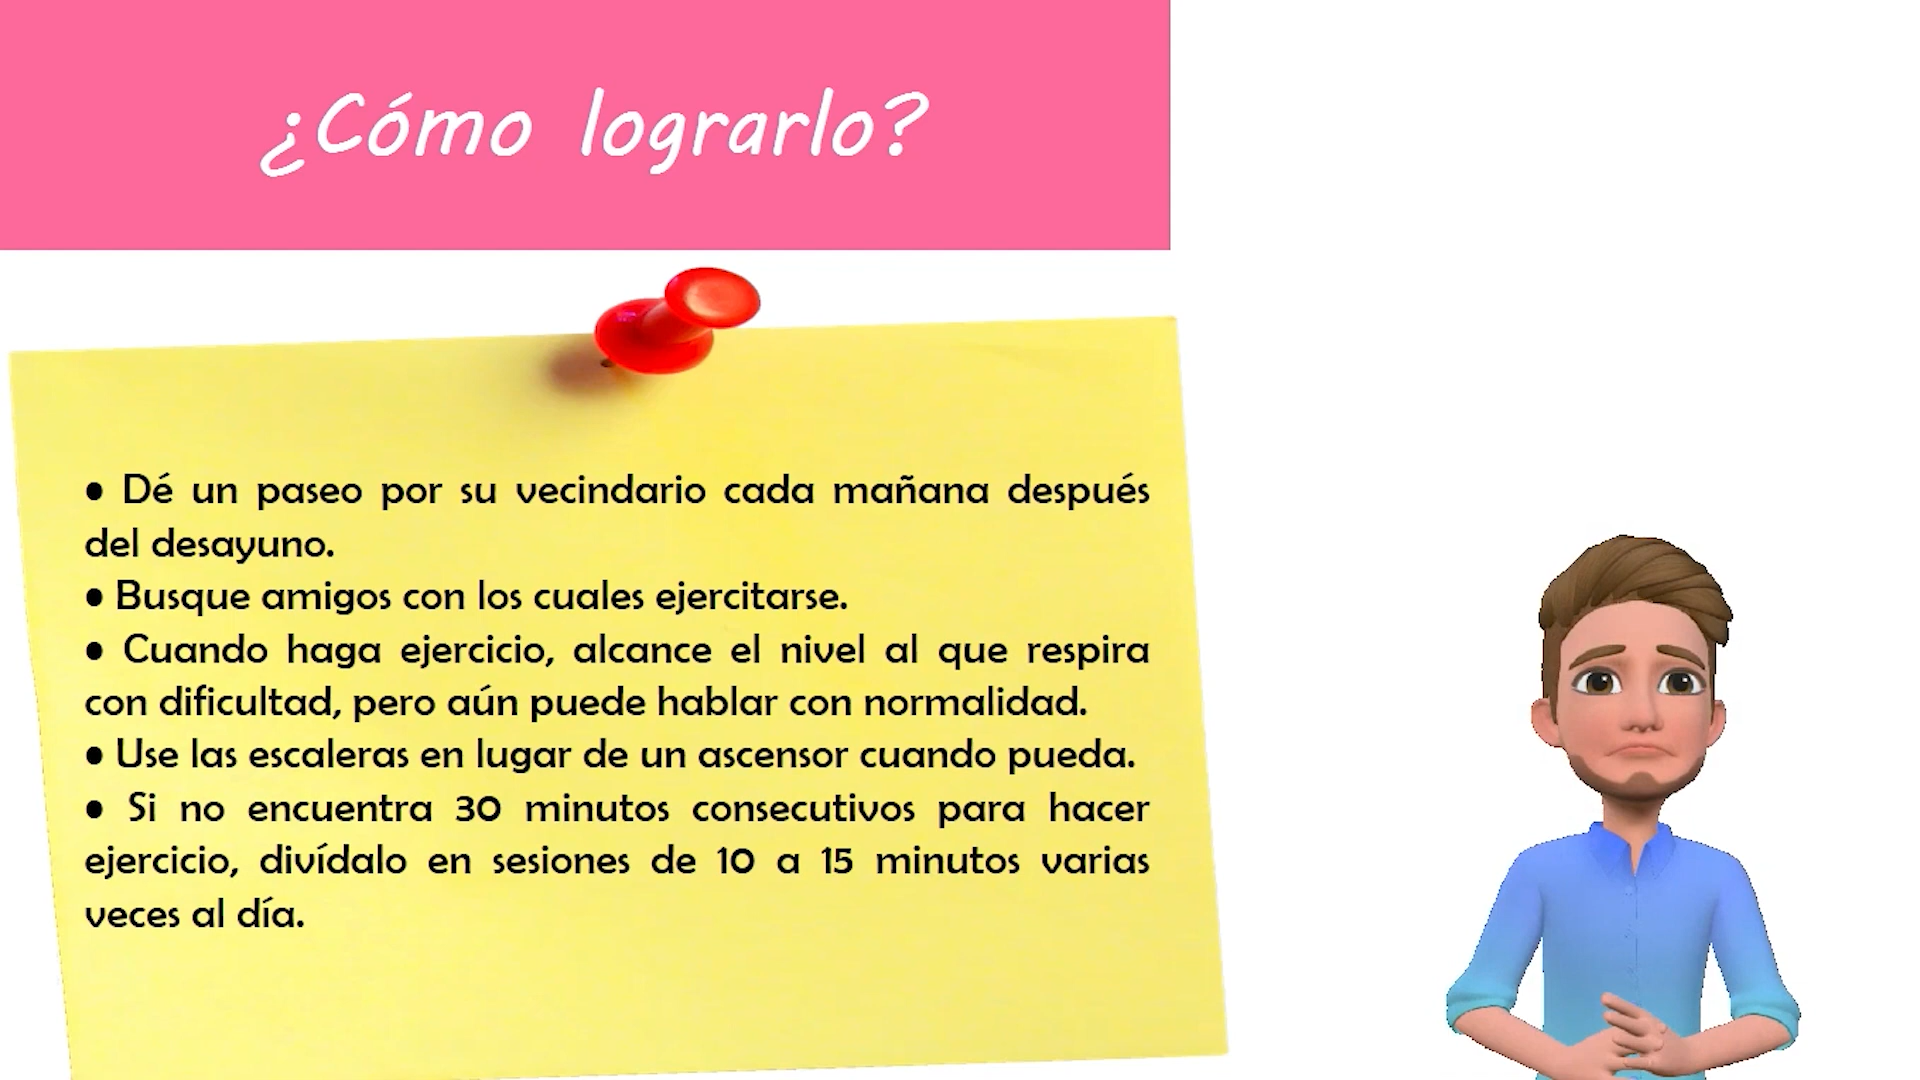 ¿Cómo lograrlo?
• Dé un paseo por su vecindario cada mañana después
del desayuno.
• Busque amigos con los cuales ejercitarse.
• Cuando haga ejercicio, alcance el nivel al que respira
con dificultad, pero aún puede hablar con normalidad.
• Use las escaleras en lugar de un ascensor cuando pueda.
• Si no encuentra 30 minutos consecutivos para hacer
ejercicio, divídalo en sesiones de 10 a 15 minutos varias
veces al día.